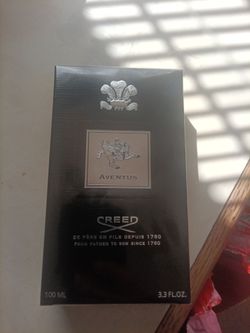 AVENTUS
CREED
DE PÈRE EN FILS DEPUIS 1760
FROM FATHER TO SON SINCE 1760
100 ML
3.3 FL.OZ.